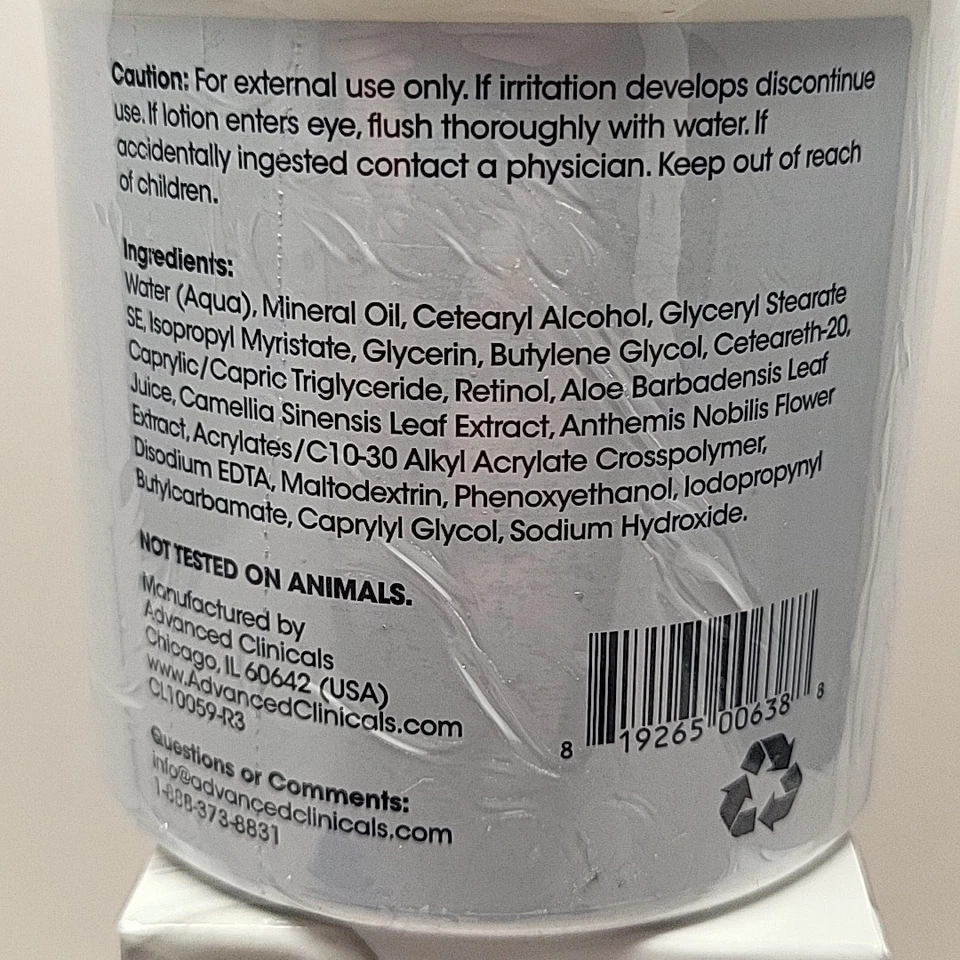 Caution: For external use only. If irritation develops discontinue
use. If lotion enters eye, flush thoroughly with water. If
accidentally ingested contact a physician. Keep out of reach
of children.
Ingredients:
Water (Aqua), Mineral Oil, Cetearyl Alcohol, Glyceryl Stearate
SE, Isopropyl Myristate, Glycerin, Butylene Glycol, Ceteareth-20,
Caprylic/Capric Triglyceride, Retinol, Aloe Barbadensis Leaf
Juice, Camellia Sinensis Leaf Extract, Anthemis Nobilis Flower
Extract, Acrylates/C10-30 Alkyl Acrylate Crosspolymer,
Disodium EDTA, Maltodextrin, Phenoxyethanol, Iodopropynyl
Butylcarbamate, Caprylyl Glycol, Sodium Hydroxide.
NOT TESTED ON ANIMALS.
Manufactured by
Advanced Clinicals
Chicago, IL 60642 (USA)
www.AdvancedClinicals.com
CL10059-R3
Questions or Comments:
info@advancedclinicals.com
1-888-373-8831
8 19265 00638 8